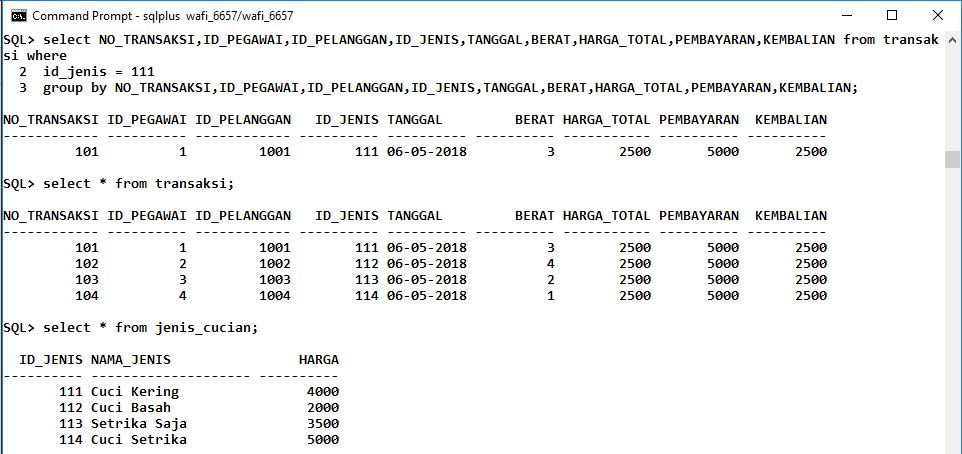 Command Prompt - sqlplus  wafi_6657/wafi_6657
SQL> select NO_TRANSAKSI,ID_PEGAWAI,ID_PELANGGAN,ID_JENIS,TANGGAL,BERAT,HARGA_TOTAL,PEMBAYARAN,KEMBALIAN from transak
si where
  2  id_jenis = 111
  3  group by NO_TRANSAKSI,ID_PEGAWAI,ID_PELANGGAN,ID_JENIS,TANGGAL,BERAT,HARGA_TOTAL,PEMBAYARAN,KEMBALIAN;
NO_TRANSAKSI ID_PEGAWAI ID_PELANGGAN   ID_JENIS TANGGAL         BERAT HARGA_TOTAL PEMBAYARAN  KEMBALIAN
------------ ---------- ------------ ---------- ---------- ---------- ----------- ---------- ----------
         101          1         1001        111 06-05-2018          3        2500       5000       2500
SQL> select * from transaksi;
NO_TRANSAKSI ID_PEGAWAI ID_PELANGGAN   ID_JENIS TANGGAL         BERAT HARGA_TOTAL PEMBAYARAN  KEMBALIAN
------------ ---------- ------------ ---------- ---------- ---------- ----------- ---------- ----------
         101          1         1001        111 06-05-2018          3        2500       5000       2500
         102          2         1002        112 06-05-2018          4        2500       5000       2500
         103          3         1003        113 06-05-2018          2        2500       5000       2500
         104          4         1004        114 06-05-2018          1        2500       5000       2500
SQL> select * from jenis_cucian;
  ID_JENIS NAMA_JENIS                HARGA
---------- -------------------- ----------
       111 Cuci Kering                4000
       112 Cuci Basah                 2000
       113 Setrika Saja               3500
       114 Cuci Setrika               5000